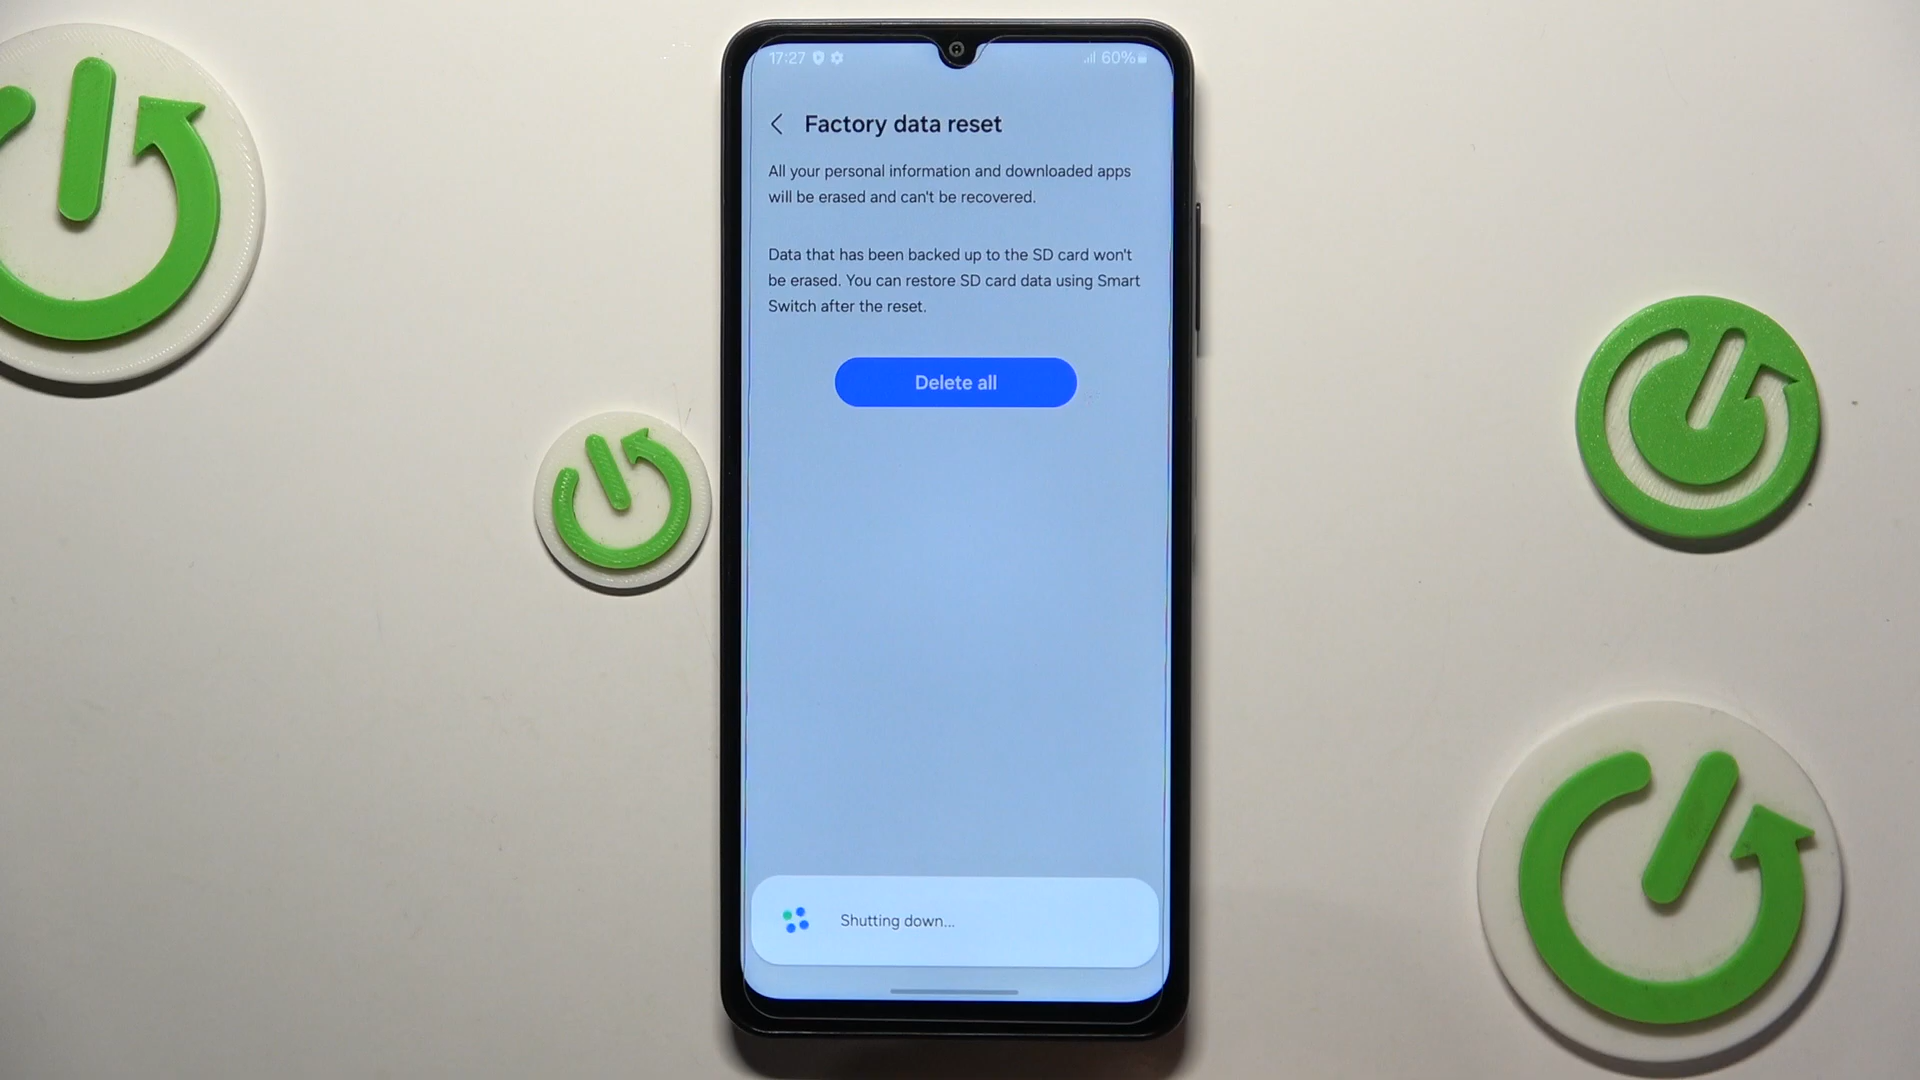 17:27 60%
Factory data reset
All your personal information and downloaded apps
will be erased and can't be recovered.
Data that has been backed up to the SD card won't
be erased. You can restore SD card data using Smart
Switch after the reset.
Delete all
Shutting down...